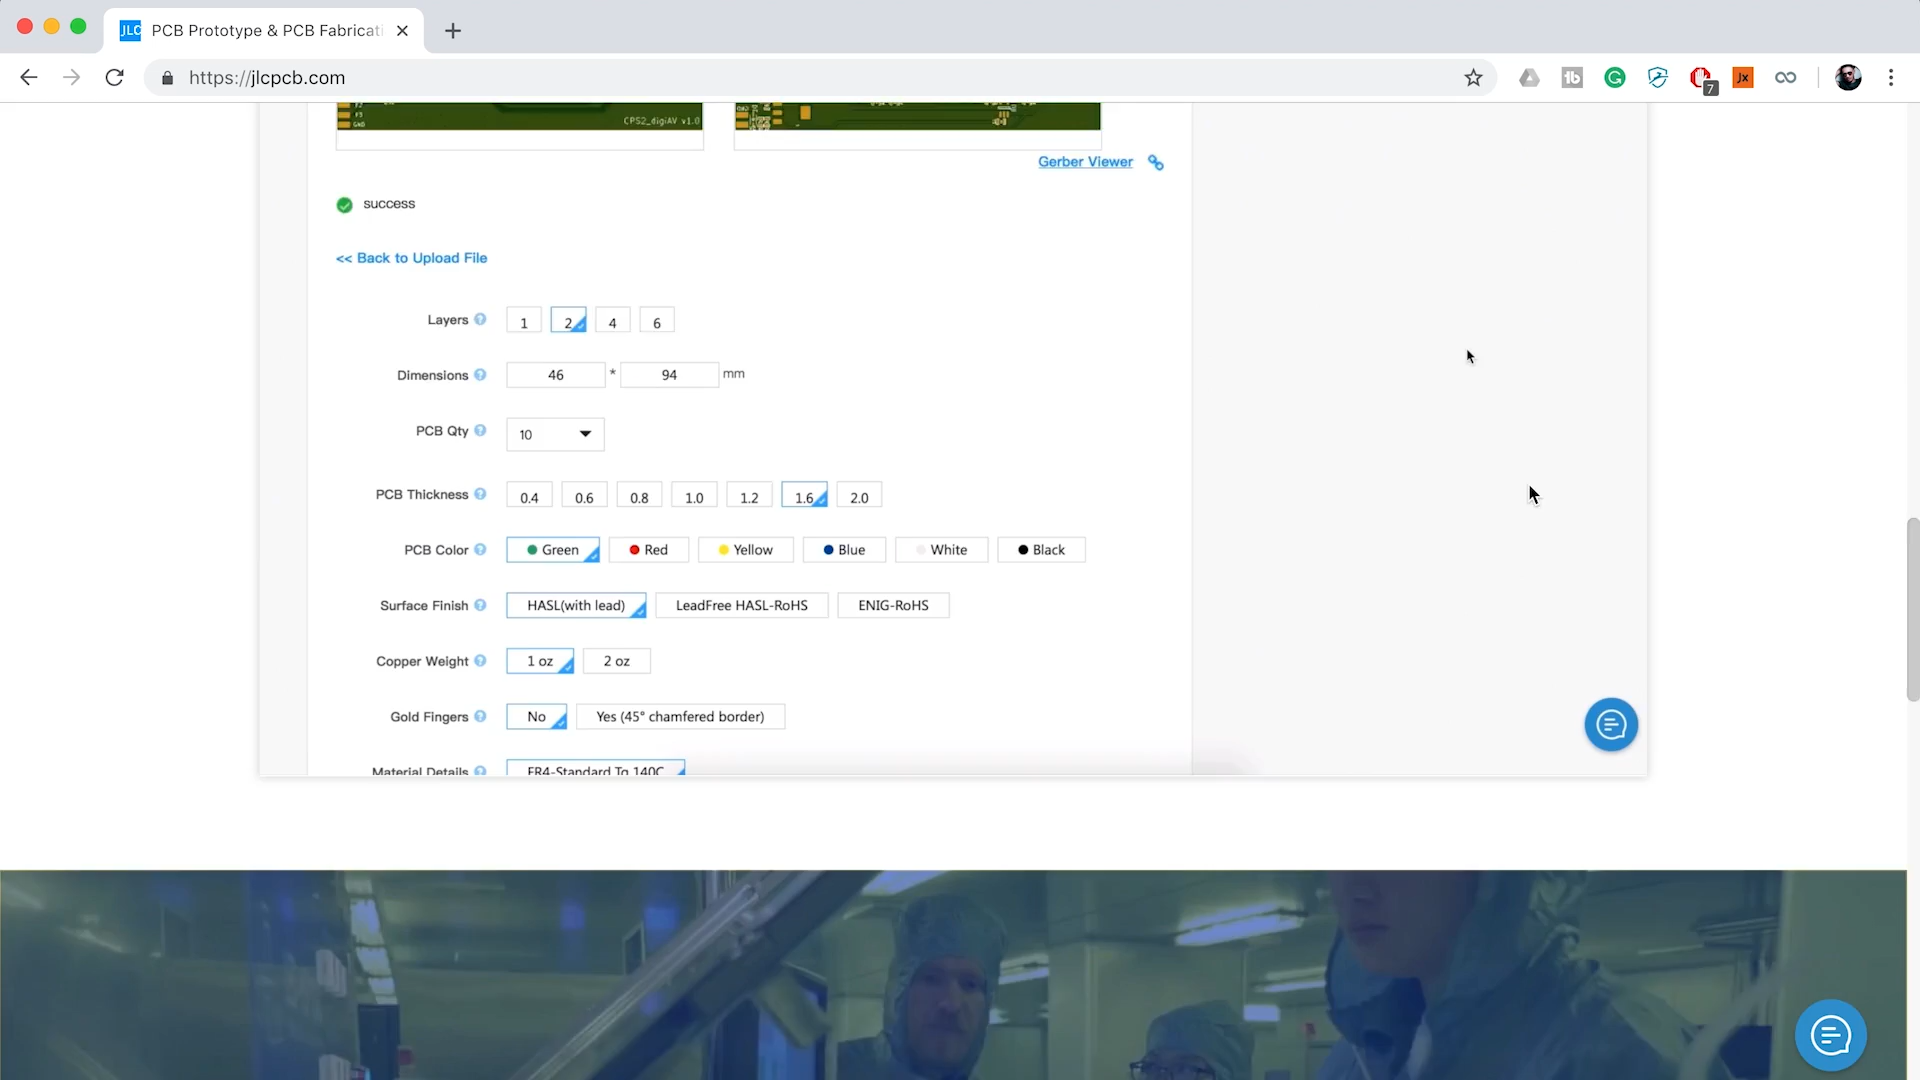 JLC PCB Prototype & PCB Fabricati
https://jlcpcb.com
7
Jx
GND
CPS2_digiAV v1.0
Gerber Viewer
success
<< Back to Upload File
Layers 1 2 4 6
Dimensions 46 * 94 mm
PCB Qty 10
PCB Thickness 0.4 0.6 0.8 1.0 1.2 1.6 2.0
PCB Color Green Red Yellow Blue White Black
Surface Finish HASL(with lead) LeadFree HASL-RoHS ENIG-RoHS
Copper Weight 1 oz 2 oz
Gold Fingers No Yes (45° chamfered border)
Material Details FR4-Standard Tg 140C